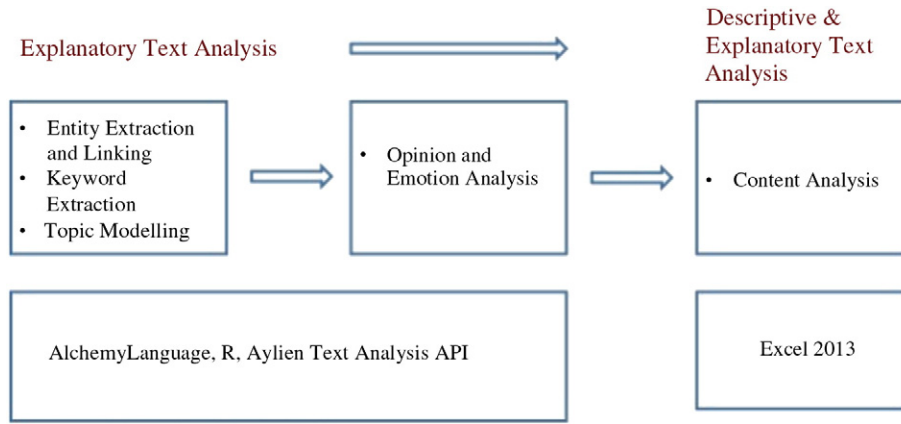 Explanatory Text Analysis
Descriptive &
Explanatory Text
Analysis
• Entity Extraction
and Linking
• Keyword
Extraction
• Topic Modelling
• Opinion and
Emotion Analysis
• Content Analysis
AlchemyLanguage, R, Aylien Text Analysis API
Excel 2013